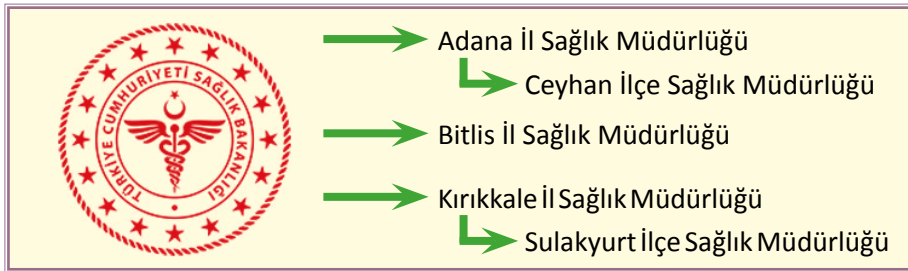 TÜRKİYE CUMHURİYETİ SAĞLIK BAKANLIĞI
Adana İl Sağlık Müdürlüğü
Ceyhan İlçe Sağlık Müdürlüğü
Bitlis İl Sağlık Müdürlüğü
Kırıkkale İl Sağlık Müdürlüğü
Sulakyurt İlçe Sağlık Müdürlüğü